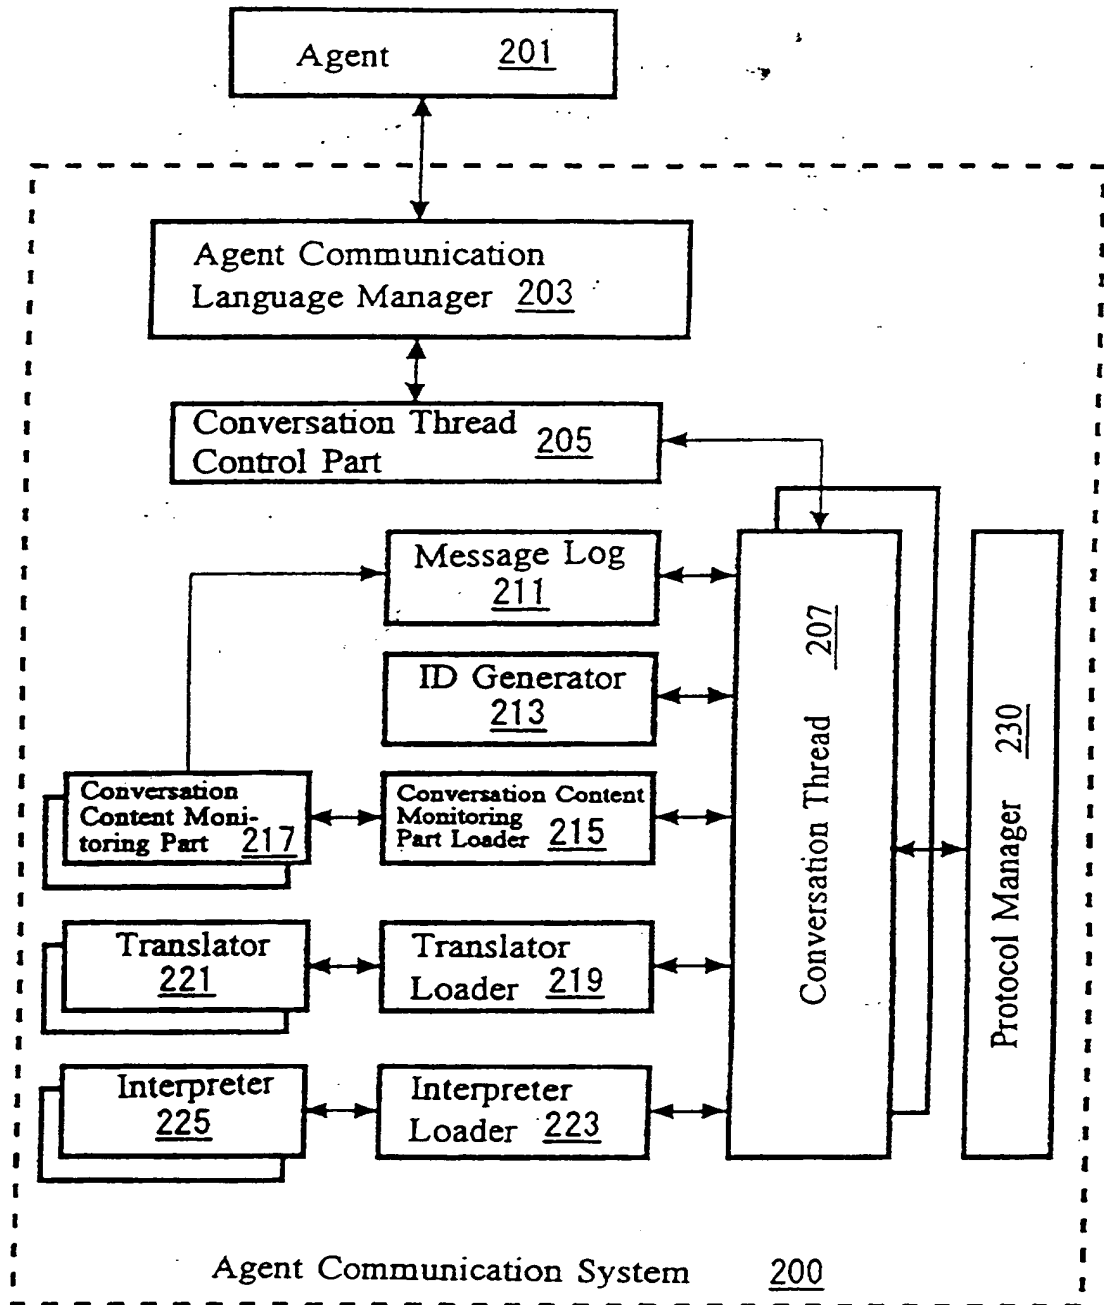 Agent 201
Agent Communication
Language Manager 203
Conversation Thread
Control Part 205
Message Log
211
ID Generator
213
Conversation
Content Moni-
toring Part 217
Conversation Content
Monitoring
Part Loader 215
Translator
221
Translator
Loader 219
Interpreter
225
Interpreter
Loader 223
Conversation Thread 207
Protocol Manager 230
Agent Communication System 200